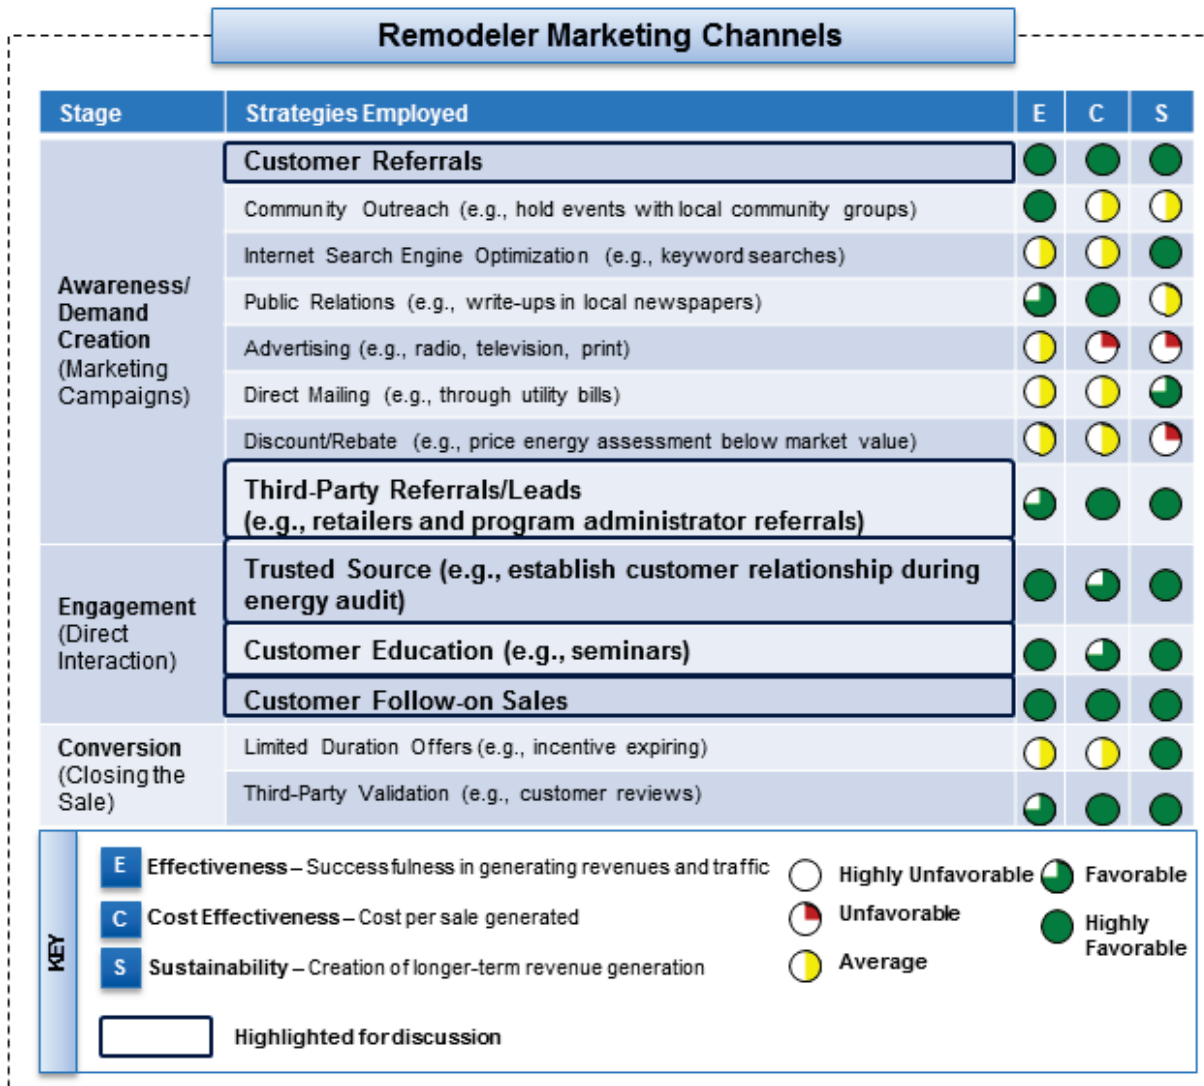 Remodeler Marketing Channels
Stage Strategies Employed E C S
Awareness/
Demand
Creation
(Marketing
Campaigns)
Customer Referrals
Community Outreach (e.g., hold events with local community groups)
Internet Search Engine Optimization (e.g., keyword searches)
Public Relations (e.g., write-ups in local newspapers)
Advertising (e.g., radio, television, print)
Direct Mailing (e.g., through utility bills)
Discount/Rebate (e.g., price energy assessment below market value)
Third-Party Referrals/Leads
(e.g., retailers and program administrator referrals)
Engagement
(Direct
Interaction)
Trusted Source (e.g., establish customer relationship during
energy audit)
Customer Education (e.g., seminars)
Customer Follow-on Sales
Conversion
(Closing the
Sale)
Limited Duration Offers (e.g., incentive expiring)
Third-Party Validation (e.g., customer reviews)
KEY
E Effectiveness – Successfulness in generating revenues and traffic
C Cost Effectiveness – Cost per sale generated
S Sustainability – Creation of longer-term revenue generation
Highlighted for discussion
Highly Unfavorable
Unfavorable
Average
Favorable
Highly
Favorable